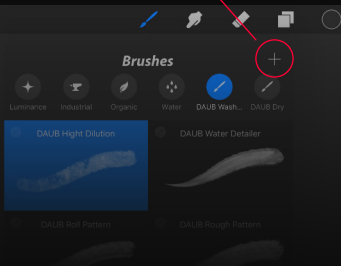 Brushes
Luminance Industrial Organic Water DAUB Wash... DAUB Dry
DAUB Hight Dilution DAUB Water Detailer
DAUB Roll Pattern DAUB Rough Pattern